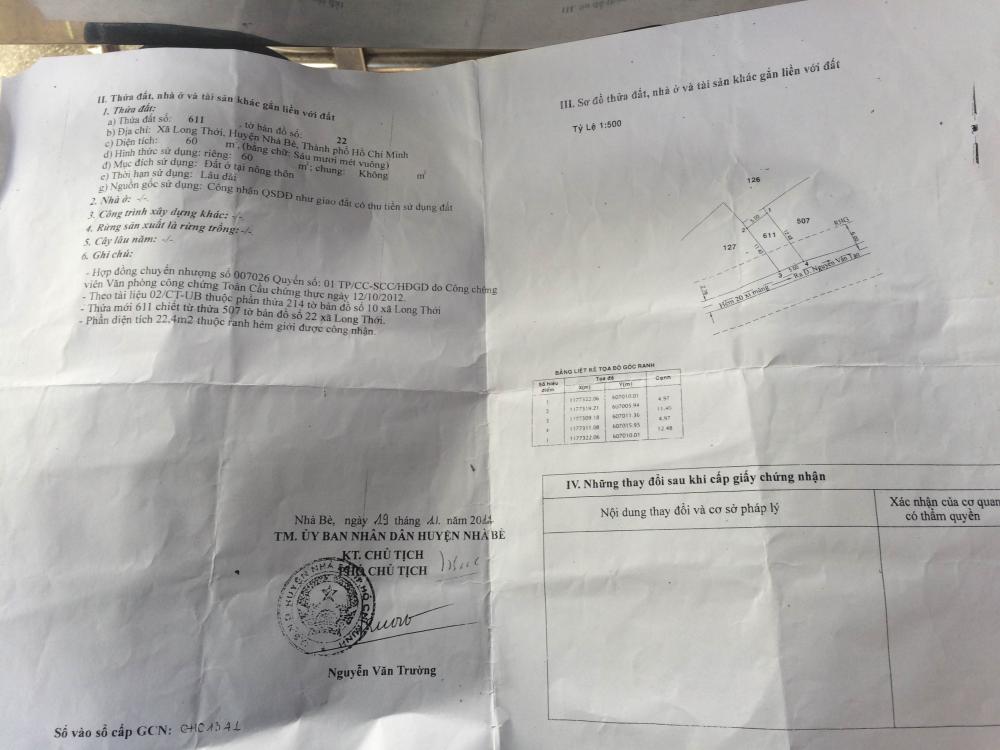 II. Thửa đất, nhà ở và tài sản khác gắn liền với đất
1. Thửa đất:
a) Thửa đất số: 611 , tờ bản đồ số: 22
b) Địa chỉ: Xã Long Thới, Huyện Nhà Bè, Thành phố Hồ Chí Minh
c) Diện tích: 60 m², (bằng chữ: Sáu mươi mét vuông)
d) Hình thức sử dụng: riêng: 60 m²; chung: Không m²
đ) Mục đích sử dụng: Đất ở tại nông thôn
e) Thời hạn sử dụng: Lâu dài
g) Nguồn gốc sử dụng: Công nhận QSDĐ như giao đất có thu tiền sử dụng đất
2. Nhà ở: -/-
3. Công trình xây dựng khác: -/-
4. Rừng sản xuất là rừng trồng: -/-
5. Cây lâu năm: -/-
6. Ghi chú:
- Hợp đồng chuyển nhượng số 007026 Quyển số: 01 TP/CC-SCC/HĐGD do Công chứng
viên Văn phòng công chứng Toàn Cầu chứng thực ngày 12/10/2012.
- Theo tài liệu 02/CT-UB thuộc phần thửa 214 tờ bản đồ số 10 xã Long Thới
- Thửa mới 611 chiết từ thửa 507 tờ bản đồ số 22 xã Long Thới.
- Phần diện tích 22,4m2 thuộc ranh hẻm giới được công nhận.
Nhà Bè, ngày 19 tháng 11 năm 2012
TM. ỦY BAN NHÂN DÂN HUYỆN NHÀ BÈ
KT. CHỦ TỊCH
PHÓ CHỦ TỊCH
Nguyễn Văn Trường
Số vào sổ cấp GCN: CH01371
III. Sơ đồ thửa đất, nhà ở và tài sản khác gắn liền với đất
Tỷ Lệ 1:500
126
507
611
127
Ra Đ. Nguyễn Văn Tạo
Hẻm 20 xi măng
BẢNG LIỆT KÊ TỌA ĐỘ GÓC RANH
Số hiệu điểm Tọa độ Cạnh
X(m) Y(m)
1 1177322.06 607010.01
4.97
2 1177319.21 607005.94
11.45
3 1177309.18 607011.36
4.97
4 1177311.08 607015.95
12.48
1 1177322.06 607010.01
IV. Những thay đổi sau khi cấp giấy chứng nhận
Nội dung thay đổi và cơ sở pháp lý
Xác nhận của cơ quan
có thẩm quyền